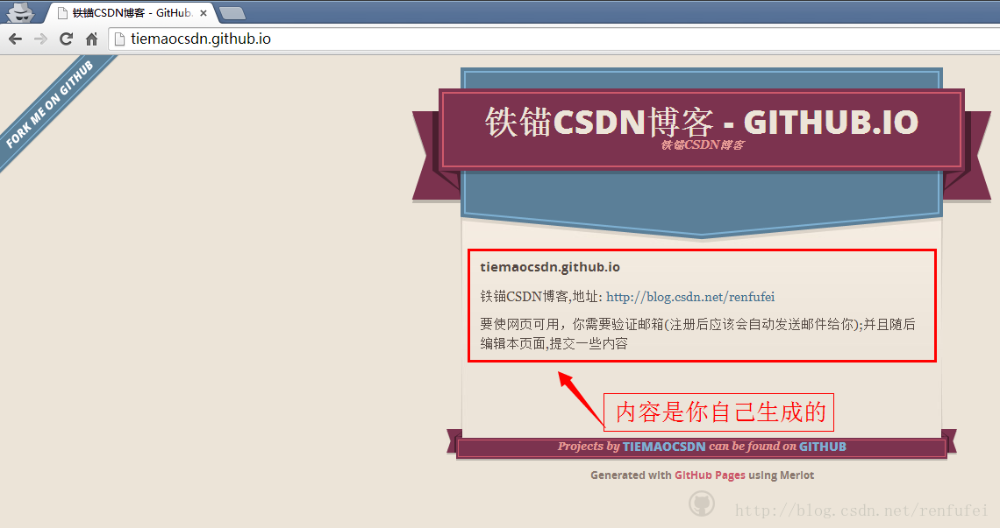 铁锚CSDN博客 - GitHub.
tiemaocsdn.github.io
FORK ME ON GITHUB
铁锚CSDN博客 - GITHUB.IO
铁锚CSDN博客
tiemaocsdn.github.io
铁锚CSDN博客,地址: http://blog.csdn.net/renfufei
要使网页可用，你需要验证邮箱(注册后应该会自动发送邮件给你);并且随后
编辑本页面,提交一些内容
内容是你自己生成的
Projects by TIEMAOCSDN can be found on GITHUB
Generated with GitHub Pages using Merlot
http://blog.csdn.net/renfufei